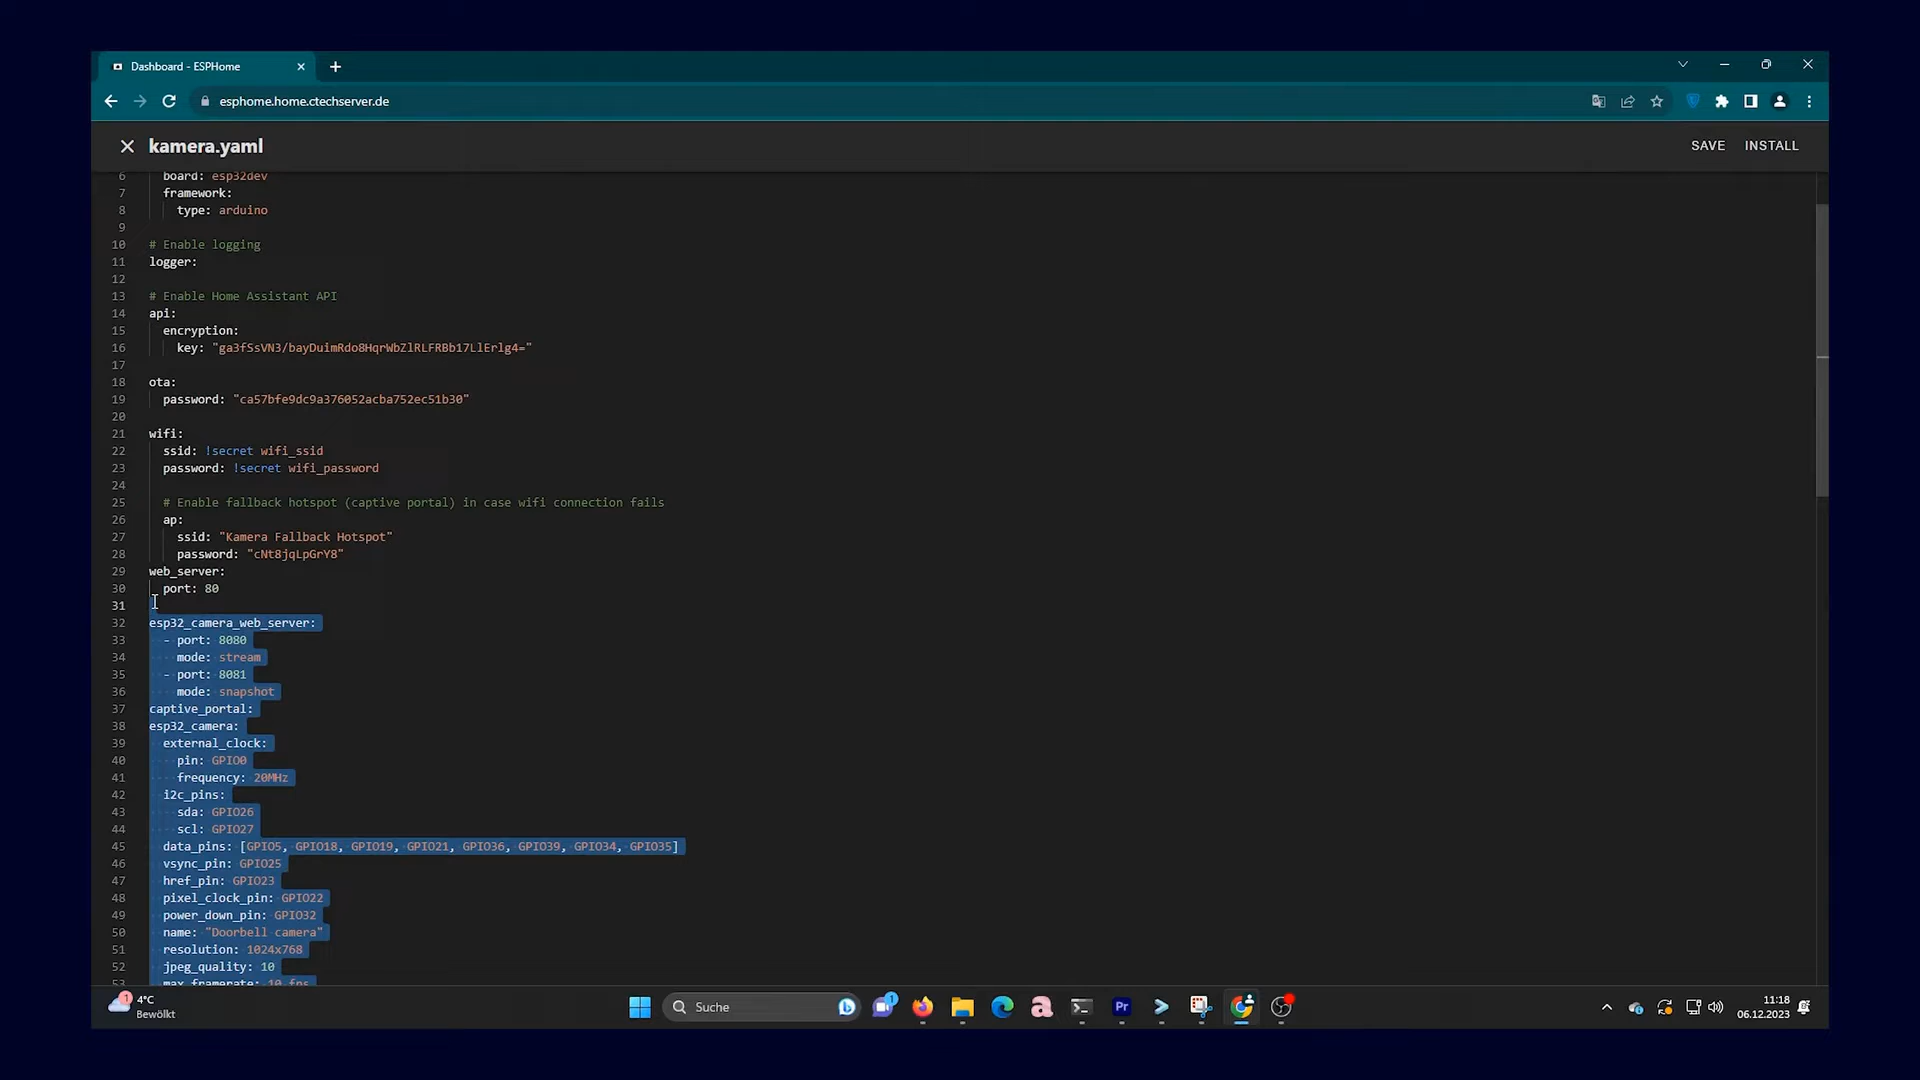 Dashboard - ESPHome
esphome.home.ctechserver.de
kamera.yaml
SAVE INSTALL
6 board: esp32dev
7 framework:
8 type: arduino
9
10 # Enable logging
11 logger:
12
13 # Enable Home Assistant API
14 api:
15 encryption:
16 key: "ga3fSsVN3/bayDuimRdo8HqrWbZlRLFRBb17LlErlg4="
17
18 ota:
19 password: "ca57bfe9dc9a376052acba752ec51b30"
20
21 wifi:
22 ssid: !secret wifi_ssid
23 password: !secret wifi_password
24
25 # Enable fallback hotspot (captive portal) in case wifi connection fails
26 ap:
27 ssid: "Kamera Fallback Hotspot"
28 password: "cNt8jqLpGrY8"
29 web_server:
30 port: 80
31
32 esp32_camera_web_server:
33 - port: 8080
34 mode: stream
35 - port: 8081
36 mode: snapshot
37 captive_portal:
38 esp32_camera:
39 external_clock:
40 pin: GPIO0
41 frequency: 20MHz
42 i2c_pins:
43 sda: GPIO26
44 scl: GPIO27
45 data_pins: [GPIO5, GPIO18, GPIO19, GPIO21, GPIO36, GPIO39, GPIO34, GPIO35]
46 vsync_pin: GPIO25
47 href_pin: GPIO23
48 pixel_clock_pin: GPIO22
49 power_down_pin: GPIO32
50 name: "Doorbell camera"
51 resolution: 1024x768
52 jpeg_quality: 10
53 max_framerate: 10 fps
1 4°C
Bewölkt
Suche
1
Pr
11:18
06.12.2023